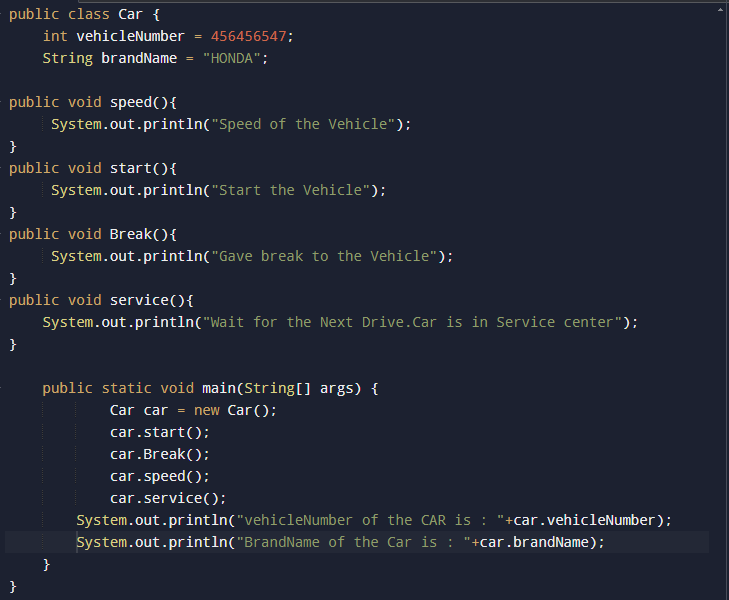 public class Car {
    int vehicleNumber = 456456547;
    String brandName = "HONDA";

public void speed(){
     System.out.println("Speed of the Vehicle");
}
public void start(){
     System.out.println("Start the Vehicle");
}
public void Break(){
     System.out.println("Gave break to the Vehicle");
}
public void service(){
    System.out.println("Wait for the Next Drive.Car is in Service center");
}

    public static void main(String[] args) {
            Car car = new Car();
            car.start();
            car.Break();
            car.speed();
            car.service();
        System.out.println("vehicleNumber of the CAR is : "+car.vehicleNumber);
        System.out.println("BrandName of the Car is : "+car.brandName);
    }
}